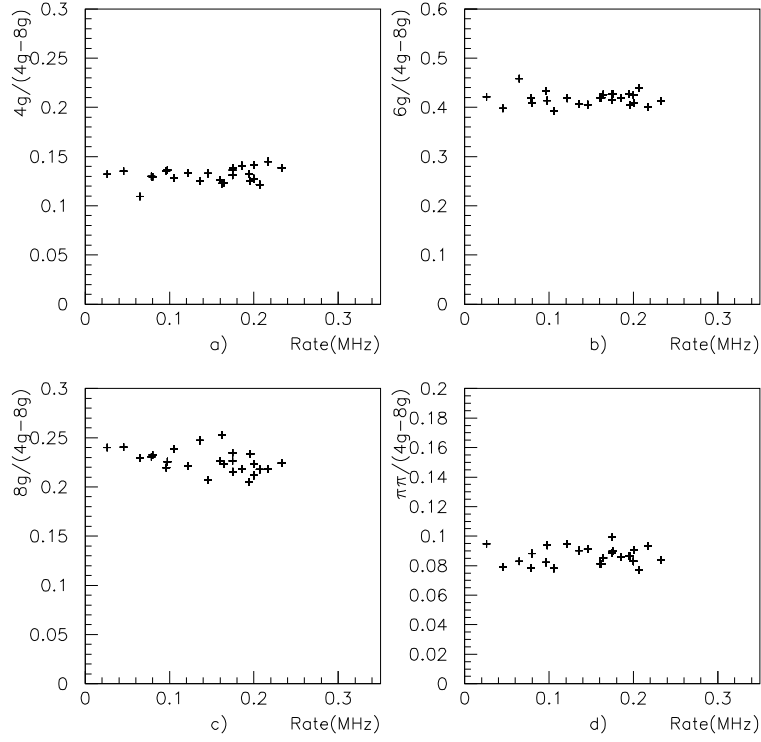 4g/(4g-8g)
0.3
0.25
0.2
0.15
0.1
0.05
0
0 0.1 0.2 0.3
a) Rate(MHz)
6g/(4g-8g)
0.6
0.5
0.4
0.3
0.2
0.1
0
0 0.1 0.2 0.3
b) Rate(MHz)
8g/(4g-8g)
0.3
0.25
0.2
0.15
0.1
0.05
0
0 0.1 0.2 0.3
c) Rate(MHz)
ππ/(4g-8g)
0.2
0.18
0.16
0.14
0.12
0.1
0.08
0.06
0.04
0.02
0
0 0.1 0.2 0.3
d) Rate(MHz)